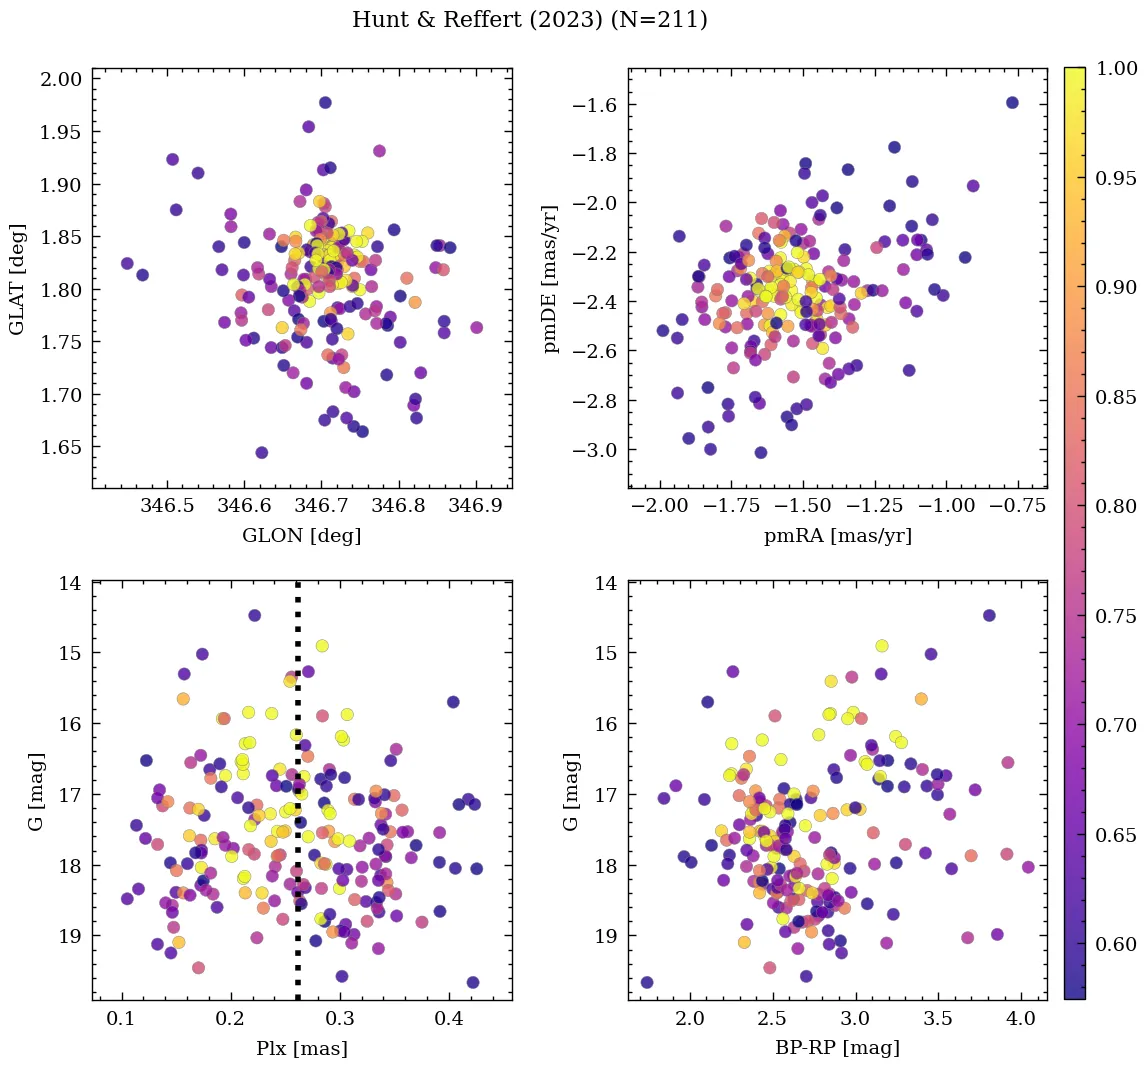 Hunt & Reffert (2023) (N=211)
2.00
1.95
1.90
1.85
1.80
1.75
1.70
1.65
GLAT [deg]
346.5 346.6 346.7 346.8 346.9
GLON [deg]
−1.6
−1.8
−2.0
−2.2
−2.4
−2.6
−2.8
−3.0
pmDE [mas/yr]
−2.00 −1.75 −1.50 −1.25 −1.00 −0.75
pmRA [mas/yr]
14
15
16
17
18
19
G [mag]
0.1 0.2 0.3 0.4
Plx [mas]
14
15
16
17
18
19
G [mag]
2.0 2.5 3.0 3.5 4.0
BP-RP [mag]
1.00
0.95
0.90
0.85
0.80
0.75
0.70
0.65
0.60